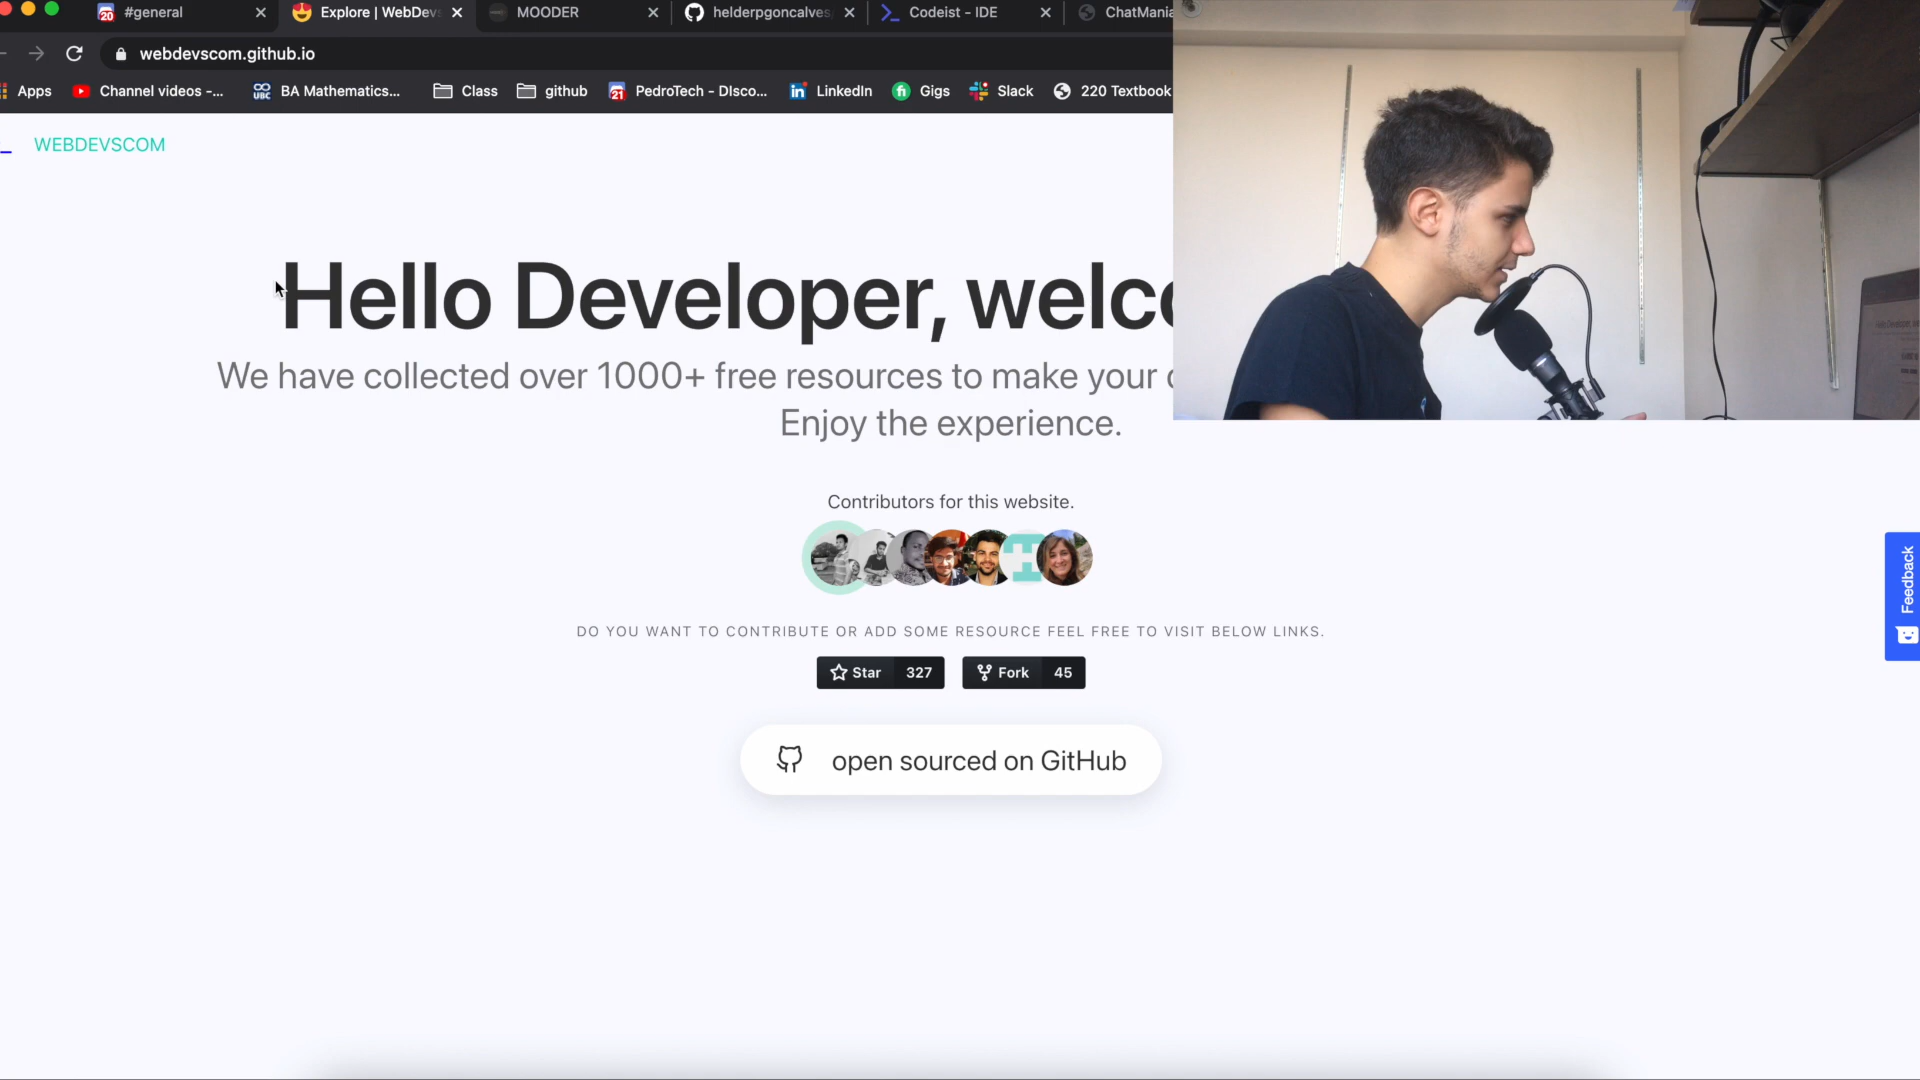 #general
Explore | WebDevs
MOODER
helderpgoncalves
Codeist - IDE
ChatMania
webdevscom.github.io
Apps
Channel videos -...
BA Mathematics...
Class
github
PedroTech - DIsco...
LinkedIn
Gigs
Slack
220 Textbook
WEBDEVSCOM
Hello Developer, welc
We have collected over 1000+ free resources to make your
Enjoy the experience.
Contributors for this website.
DO YOU WANT TO CONTRIBUTE OR ADD SOME RESOURCE FEEL FREE TO VISIT BELOW LINKS.
Star 327
Fork 45
open sourced on GitHub
Feedback